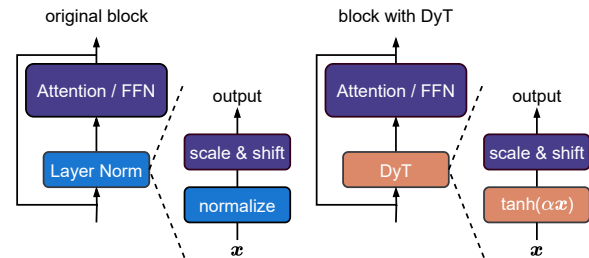 original block
Attention / FFN
output
scale & shift
Layer Norm
normalize
x
block with DyT
Attention / FFN
output
scale & shift
DyT
tanh(αx)
x